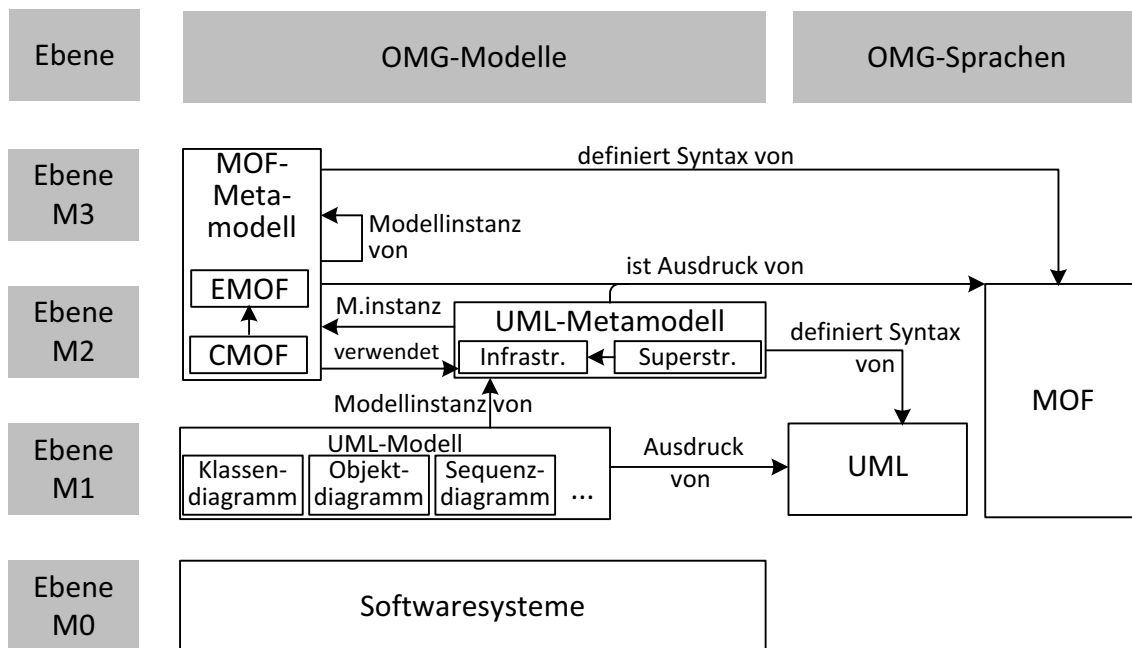 Ebene
OMG-Modelle
OMG-Sprachen
Ebene
M3
MOF-
Meta-
modell
definiert Syntax von
Modellinstanz
von
ist Ausdruck von
EMOF
CMOF
Ebene
M2
M.instanz
verwendet
UML-Metamodell
Infrastr.
Superstr.
definiert Syntax
von
MOF
Modellinstanz von
Ebene
M1
UML-Modell
Klassen-
diagramm
Objekt-
diagramm
Sequenz-
diagramm
...
Ausdruck
von
UML
Ebene
M0
Softwaresysteme